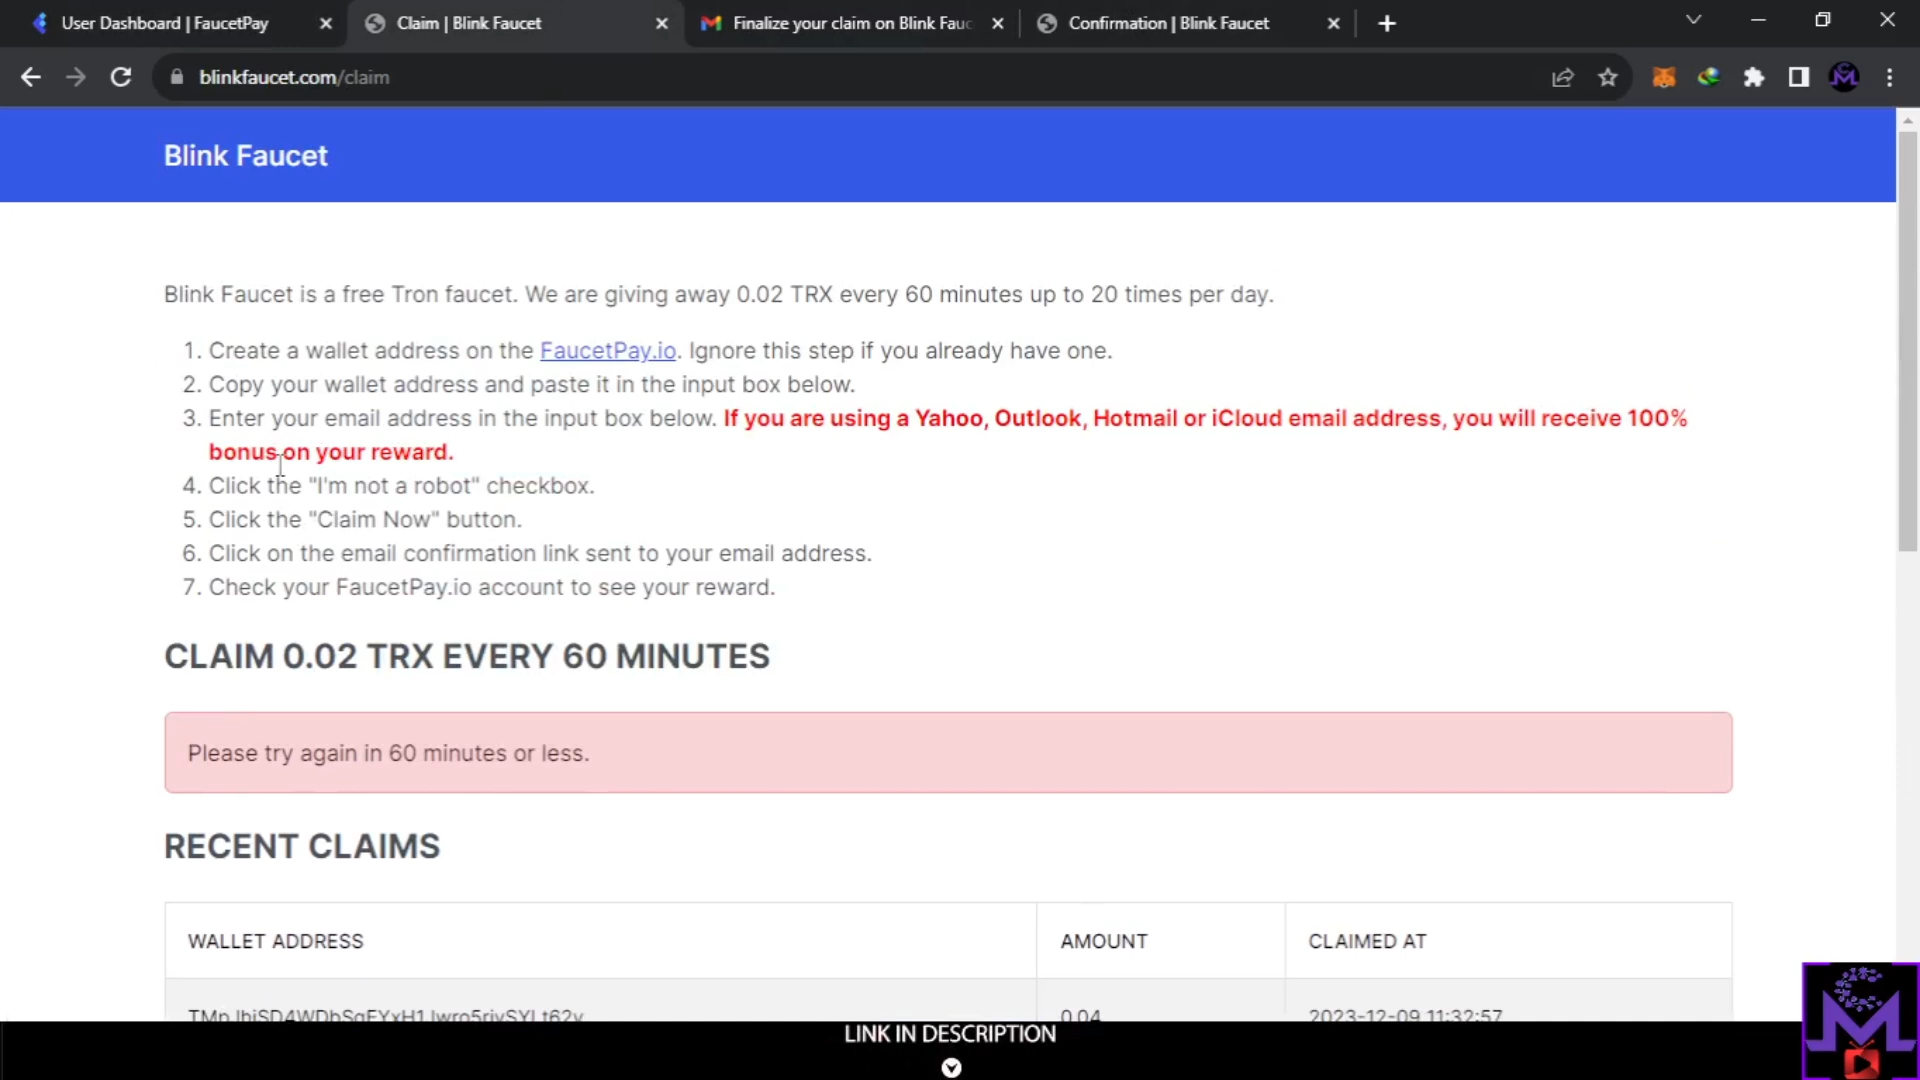 User Dashboard | FaucetPay
Claim | Blink Faucet
Finalize your claim on Blink Fauc
Confirmation | Blink Faucet
blinkfaucet.com/claim
Blink Faucet
Blink Faucet is a free Tron faucet. We are giving away 0.02 TRX every 60 minutes up to 20 times per day.
1. Create a wallet address on the FaucetPay.io. Ignore this step if you already have one.
2. Copy your wallet address and paste it in the input box below.
3. Enter your email address in the input box below. If you are using a Yahoo, Outlook, Hotmail or iCloud email address, you will receive 100%
bonus on your reward.
4. Click the "I'm not a robot" checkbox.
5. Click the "Claim Now" button.
6. Click on the email confirmation link sent to your email address.
7. Check your FaucetPay.io account to see your reward.
CLAIM 0.02 TRX EVERY 60 MINUTES
Please try again in 60 minutes or less.
RECENT CLAIMS
WALLET ADDRESS
AMOUNT
CLAIMED AT
0.04
2023-12-09 11:32:57
LINK IN DESCRIPTION